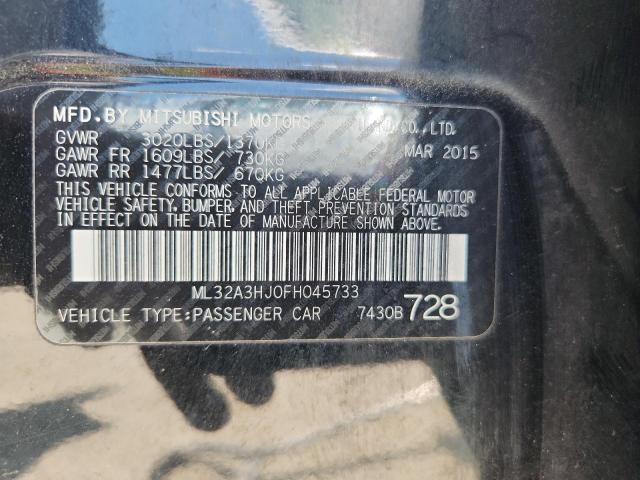 MFD.BY MITSUBISHI MOTORS CO., LTD.
GVWR 3020LBS/1370KG MAR 2015
GAWR FR 1609LBS/ 730KG
GAWR RR 1477LBS/ 670KG
THIS VEHICLE CONFORMS TO ALL APPLICABLE FEDERAL MOTOR
VEHICLE SAFETY, BUMPER, AND THEFT PREVENTION STANDARDS
IN EFFECT ON THE DATE OF MANUFACTURE SHOWN ABOVE.
ML32A3HJ0FH045733
VEHICLE TYPE:PASSENGER CAR 7430B 728